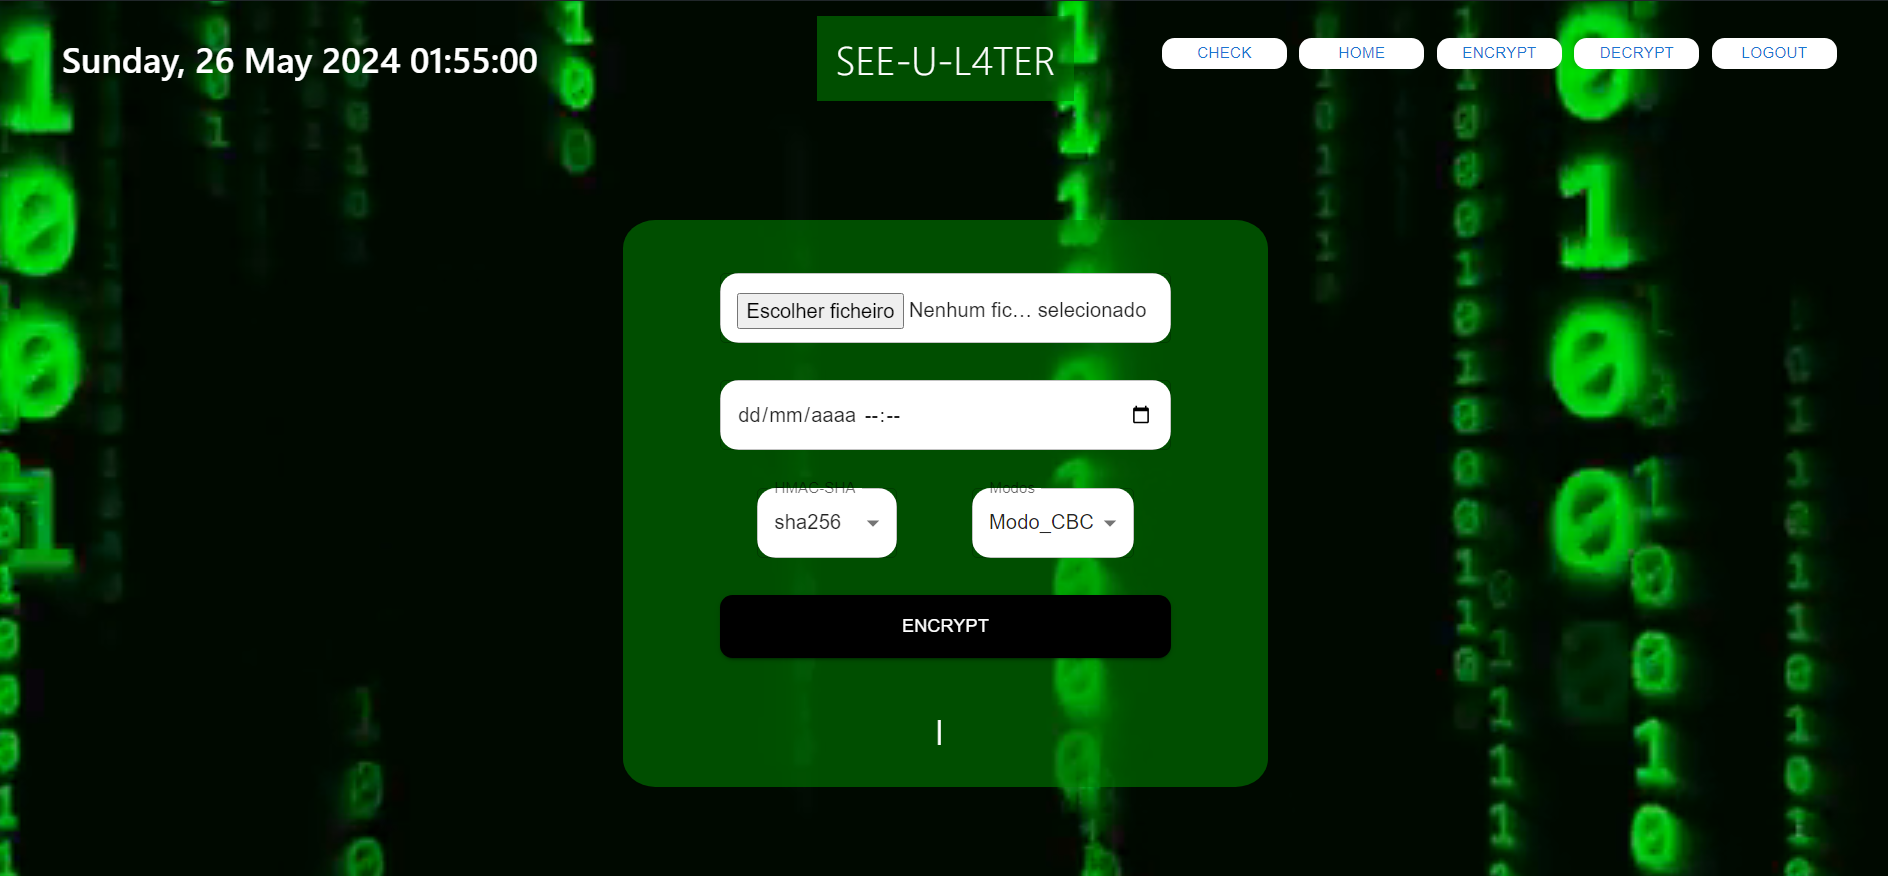 Sunday, 26 May 2024 01:55:00
SEE-U-L4TER
CHECK
HOME
ENCRYPT
DECRYPT
LOGOUT
Escolher ficheiro Nenhum fic... selecionado
dd/mm/aaaa --:--
HMAC-SHA
sha256
Modos
Modo_CBC
ENCRYPT